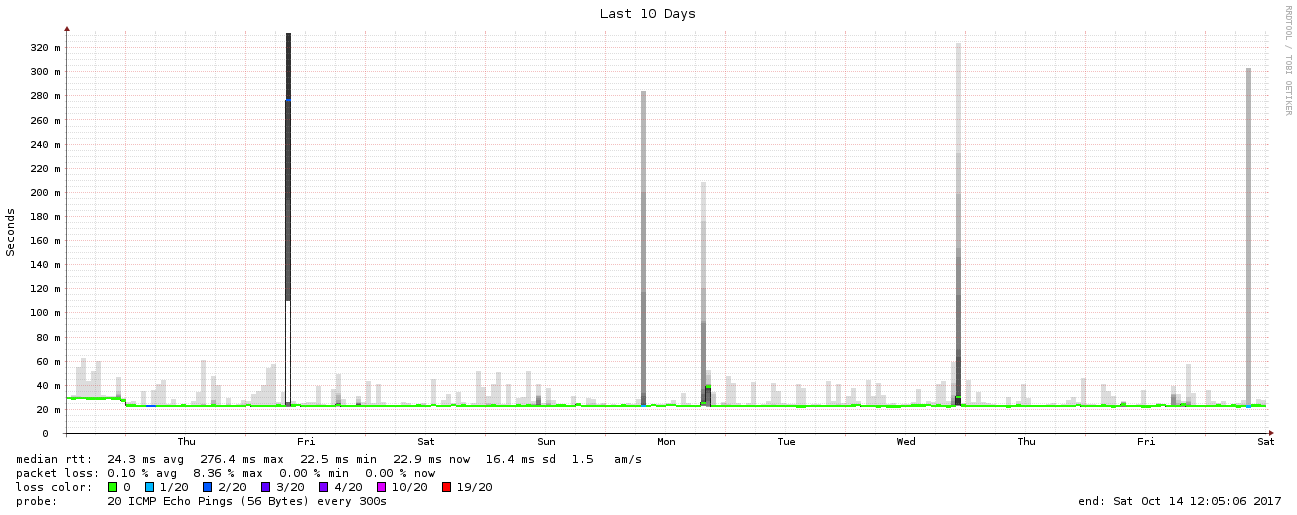 Last 10 Days
RRDTOOL / TOBI OETIKER
Seconds
320 m
300 m
280 m
260 m
240 m
220 m
200 m
180 m
160 m
140 m
120 m
100 m
80 m
60 m
40 m
20 m
0
Thu Fri Sat Sun Mon Tue Wed Thu Fri Sat
median rtt: 24.3 ms avg 276.4 ms max 22.5 ms min 22.9 ms now 16.4 ms sd 1.5 am/s
packet loss: 0.10 % avg 8.36 % max 0.00 % min 0.00 % now
loss color: 0 1/20 2/20 3/20 4/20 10/20 19/20
probe: 20 ICMP Echo Pings (56 Bytes) every 300s end: Sat Oct 14 12:05:06 2017